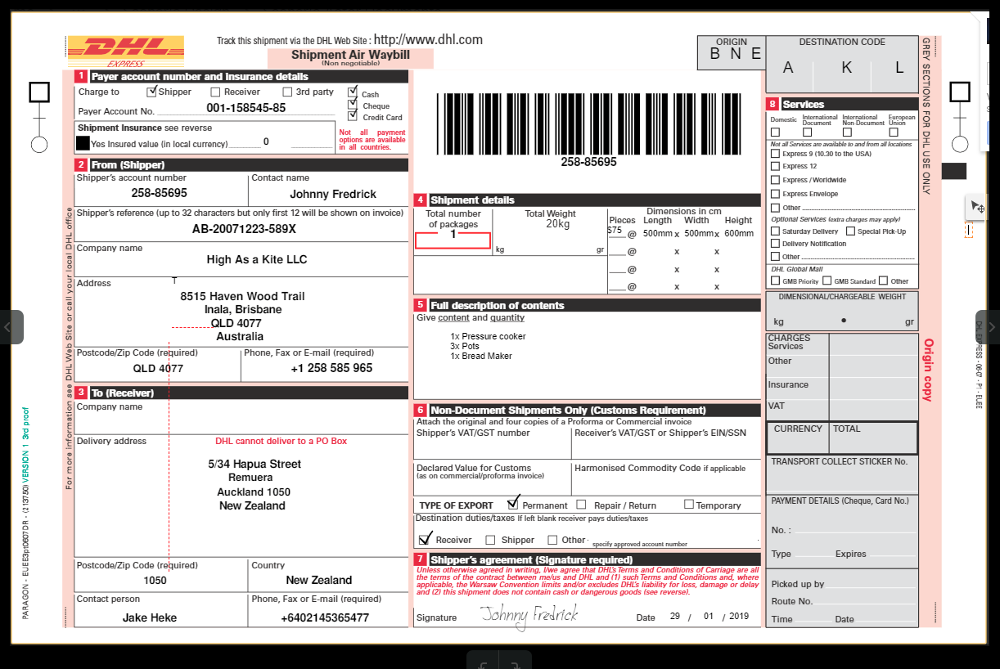 DHL
EXPRESS
Track this shipment via the DHL Web Site : http://www.dhl.com
Shipment Air Waybill
(Non negotiable)
ORIGIN
B N E
DESTINATION CODE
A K L
1 Payer account number and insurance details
Charge to Shipper Receiver 3rd party
Cash
Cheque
Credit Card
Payer Account No. 001-158545-85
Shipment Insurance see reverse
Yes Insured value (in local currency) 0
Not all payment
options are available
in all countries.
2 From (Shipper)
Shipper's account number
258-85695
Contact name
Johnny Fredrick
Shipper's reference (up to 32 characters but only first 12 will be shown on invoice)
AB-20071223-589X
Company name
High As a Kite LLC
Address
T
8515 Haven Wood Trail
Inala, Brisbane
QLD 4077
Australia
Postcode/Zip Code (required)
QLD 4077
Phone, Fax or E-mail (required)
+1 258 585 965
3 To (Receiver)
Company name
Delivery address
DHL cannot deliver to a PO Box
5/34 Hapua Street
Remuera
Auckland 1050
New Zealand
Postcode/Zip Code (required)
1050
Country
New Zealand
Contact person
Jake Heke
Phone, Fax or E-mail (required)
+6402145365477
258-85695
4 Shipment details
Total number
of packages
1
Total Weight
20kg
kg gr
Dimensions in cm
Pieces Length Width Height
$75 @ 500mm x 500mm x 600mm
@ x x
@ x x
@ x x
5 Full description of contents
Give content and quantity
1x Pressure cooker
3x Pots
1x Bread Maker
6 Non-Document Shipments Only (Customs Requirement)
Attach the original and four copies of a Proforma or Commercial invoice
Shipper's VAT/GST number
Receiver's VAT/GST or Shipper's EIN/SSN
Declared Value for Customs
(as on commercial/proforma invoice)
Harmonised Commodity Code if applicable
TYPE OF EXPORT Permanent Repair / Return Temporary
Destination duties/taxes If left blank receiver pays duties/taxes
Receiver Shipper Other specify approved account number
7 Shipper's agreement (Signature required)
Unless otherwise agreed in writing, I/we agree that DHL's Terms and Conditions of Carriage are all
the terms of the contract between me/us and DHL and (1) such Terms and Conditions and, where
applicable, the Warsaw Convention limits and/or excludes DHL's liability for loss, damage or delay
and (2) this shipment does not contain cash or dangerous goods (see reverse).
Signature Johnny Fredrick Date 29 / 01 / 2019
8 Services
Domestic
International
Document
International
Non-Document
European
Union
Not all Services are available to and from all locations
Express 9 (10.30 to the USA)
Express 12
Express / Worldwide
Express Envelope
Other
Optional Services (extra charges may apply)
Saturday Delivery Special Pick-Up
Delivery Notification
Other
DHL Global Mail
GMB Priority GMB Standard Other
DIMENSIONAL/CHARGEABLE WEIGHT
kg • gr
CHARGES
Services
Other
Insurance
VAT
CURRENCY TOTAL
TRANSPORT COLLECT STICKER No.
PAYMENT DETAILS (Cheque, Card No.)
No. :
Type Expires
Picked up by
Route No.
Time Date
GREY SECTIONS FOR DHL USE ONLY
Origin copy
For more information see DHL Web Site or call your local DHL office
VERSION 1 3rd proof